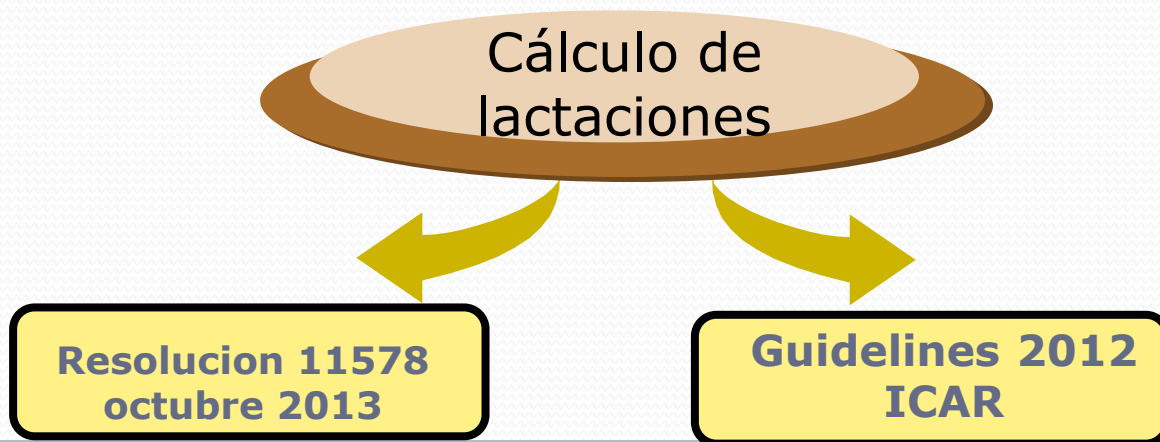 Cálculo de
lactaciones
Resolucion 11578
octubre 2013
Guidelines 2012
ICAR